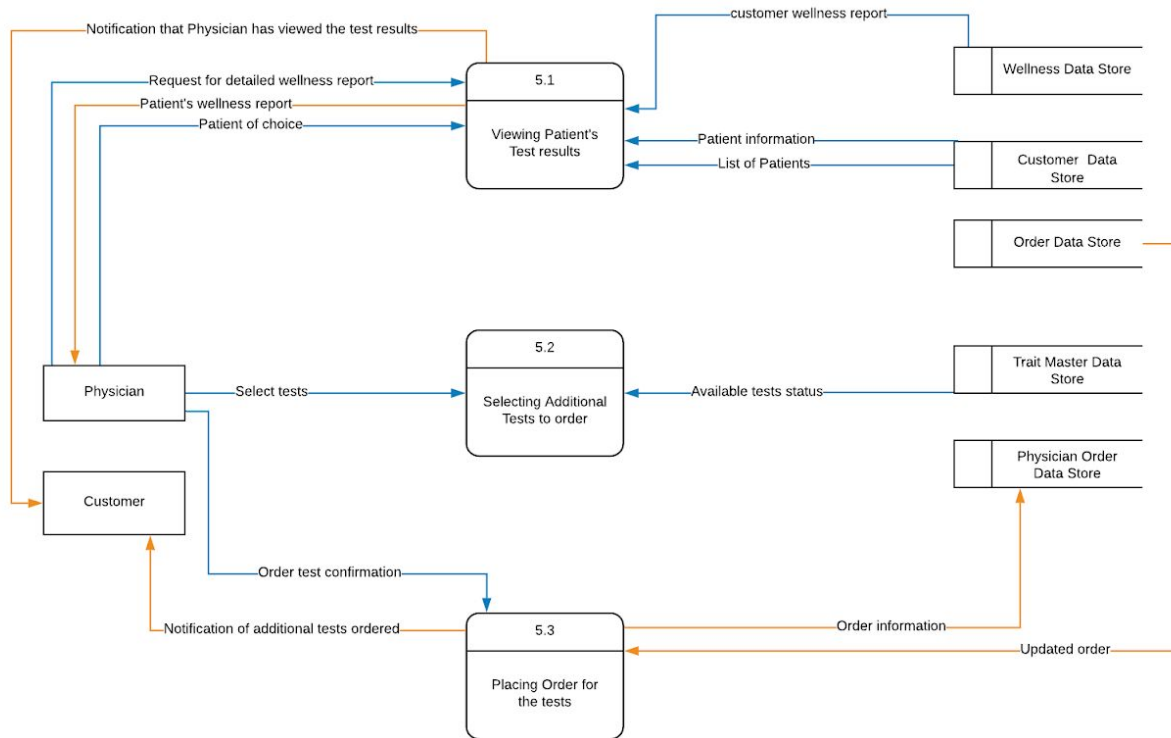 customer wellness report
Notification that Physician has viewed the test results
Wellness Data Store
5.1
Request for detailed wellness report
Patient's wellness report
Patient of choice
Viewing Patient's
Test results
Patient information
List of Patients
Customer Data
Store
Order Data Store
5.2
Trait Master Data
Store
Physician
Select tests
Selecting Additional
Tests to order
Available tests status
Physician Order
Data Store
Customer
Order test confirmation
Notification of additional tests ordered
5.3
Order information
Updated order
Placing Order for
the tests